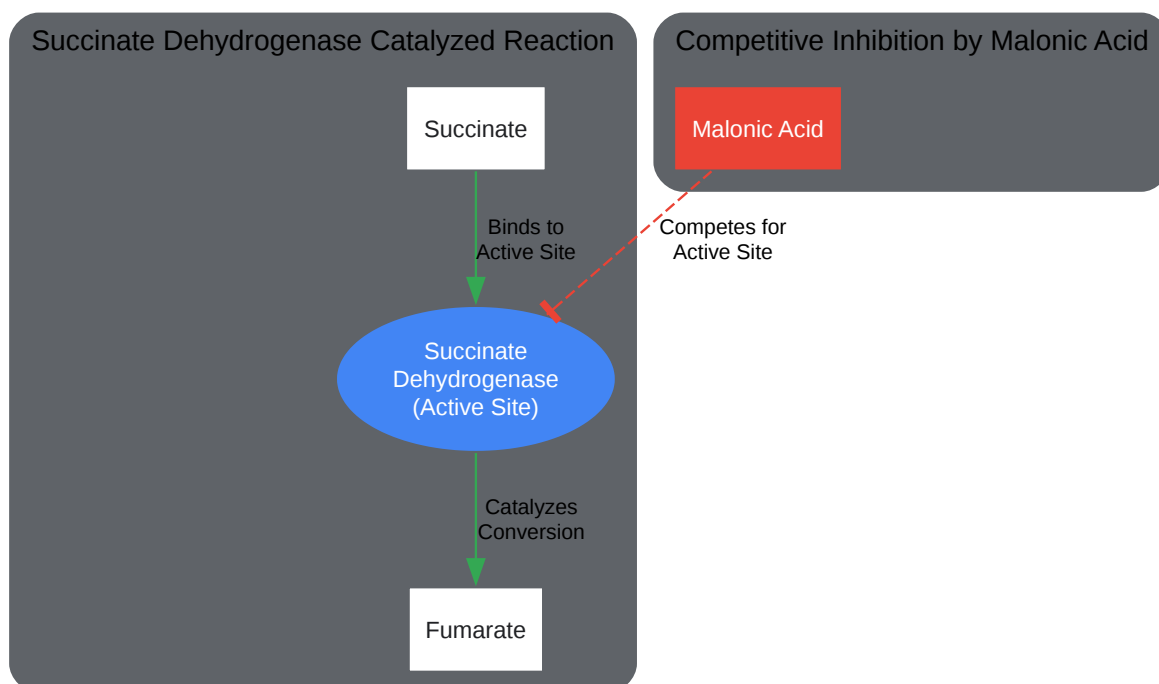 Succinate Dehydrogenase Catalyzed Reaction
Competitive Inhibition by Malonic Acid
Succinate
Malonic Acid
Binds to
Active Site
Competes for
Active Site
Succinate
Dehydrogenase
(Active Site)
Catalyzes
Conversion
Fumarate